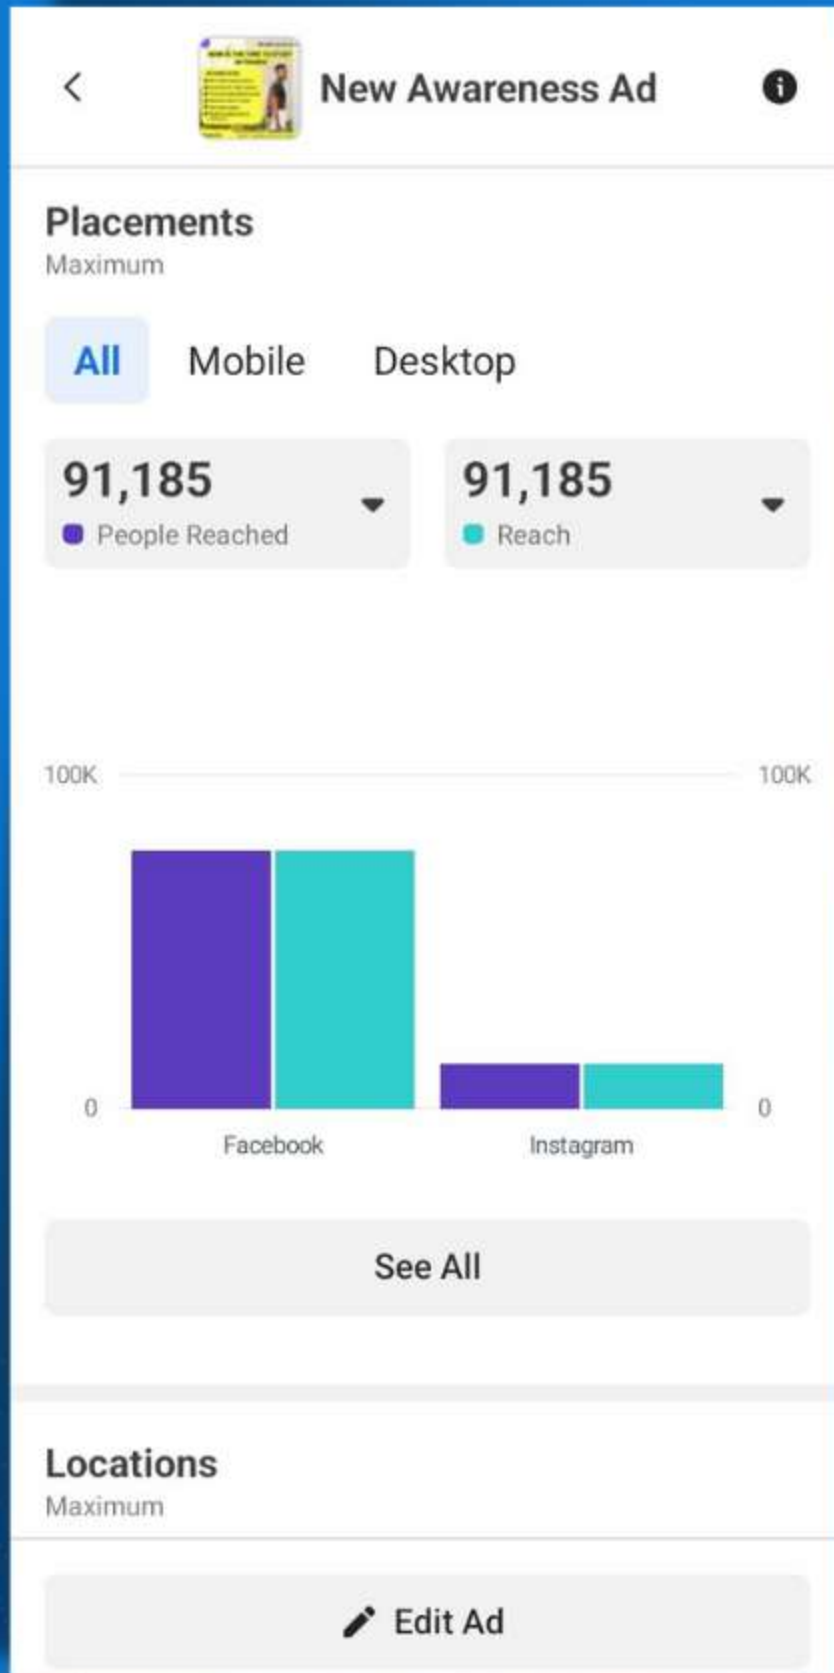 New Awareness Ad
Placements
Maximum
All Mobile Desktop
91,185 91,185
People Reached Reach
100K 100K
0 0
Facebook Instagram
See All
Locations
Maximum
Edit Ad